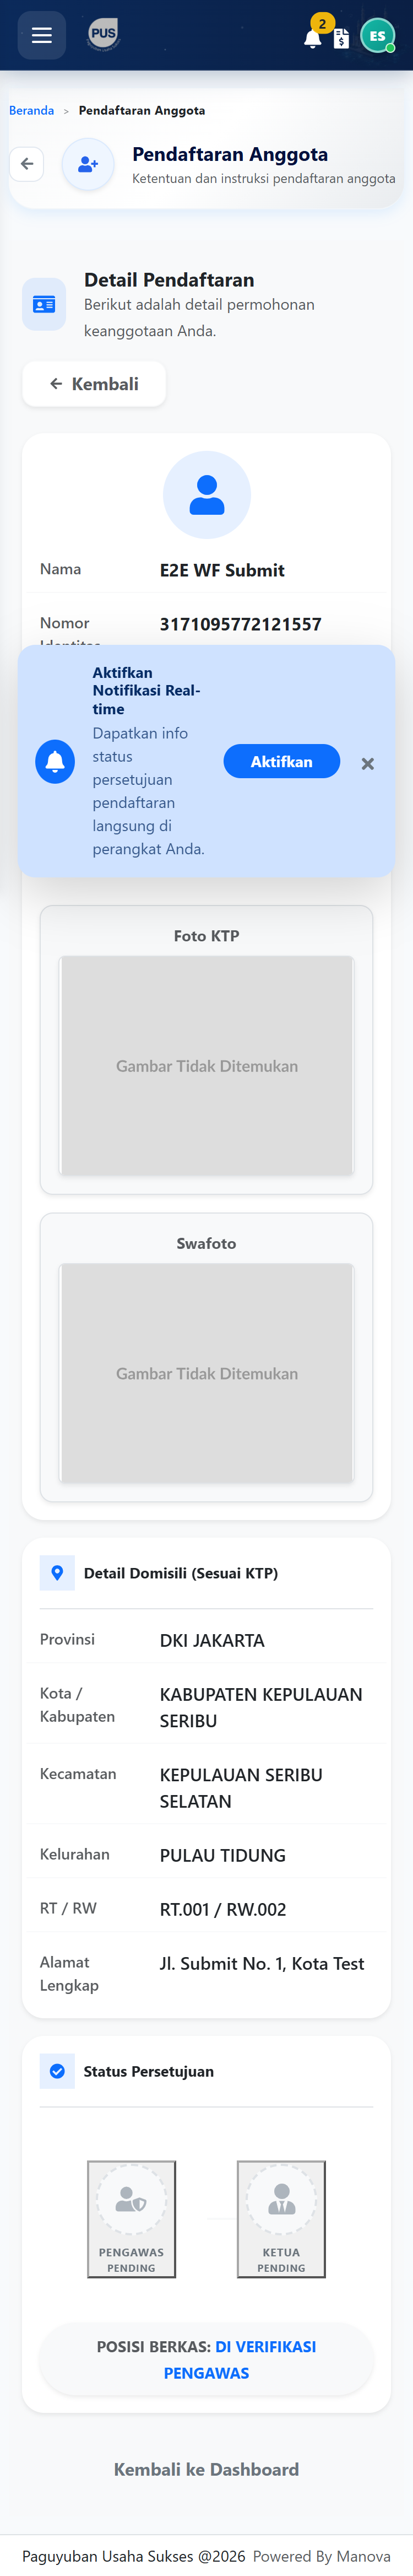 PUS
2
ES
Beranda > Pendaftaran Anggota
Pendaftaran Anggota
Ketentuan dan instruksi pendaftaran anggota
Detail Pendaftaran
Berikut adalah detail permohonan
keanggotaan Anda.
Kembali
Nama
E2E WF Submit
Nomor
3171095772121557
Aktifkan
Notifikasi Real-
time
Dapatkan info
status
persetujuan
pendaftaran
langsung di
perangkat Anda.
Aktifkan
Foto KTP
Gambar Tidak Ditemukan
Swafoto
Gambar Tidak Ditemukan
Detail Domisili (Sesuai KTP)
Provinsi
DKI JAKARTA
Kota /
Kabupaten
KABUPATEN KEPULAUAN
SERIBU
Kecamatan
KEPULAUAN SERIBU
SELATAN
Kelurahan
PULAU TIDUNG
RT / RW
RT.001 / RW.002
Alamat
Lengkap
Jl. Submit No. 1, Kota Test
Status Persetujuan
PENGAWAS
PENDING
KETUA
PENDING
POSISI BERKAS: DI VERIFIKASI
PENGAWAS
Kembali ke Dashboard
Paguyuban Usaha Sukses @2026 Powered By Manova